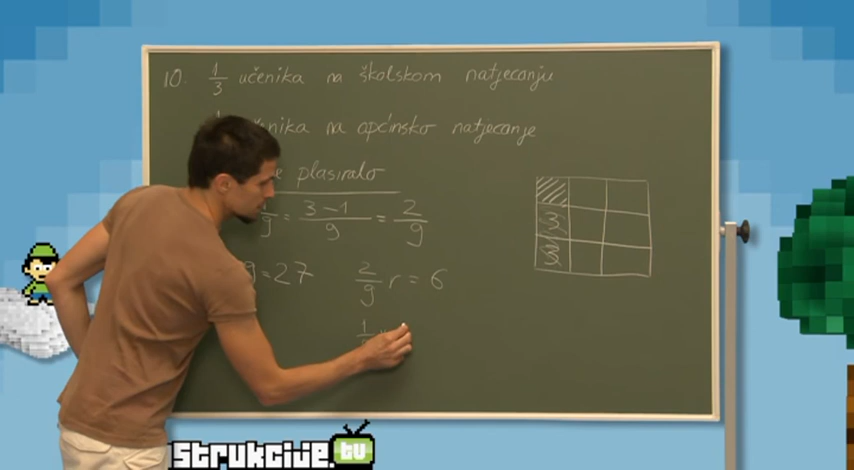 10. 1/3 učenika na školskom natjecanju
na općinsko natjecanje
plasiralo
= 3-1/9 = 2/9
= 27 2/9 r = 6
3
3
strukcije.tv